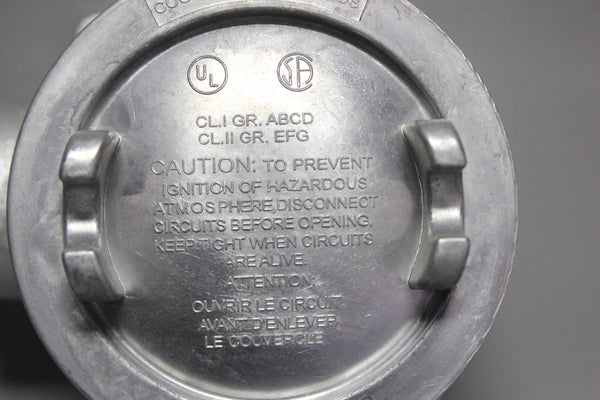 UL SA
CL.I GR. ABCD
CL.II GR. EFG
CAUTION: TO PREVENT
IGNITION OF HAZARDOUS
ATMOSPHERE, DISCONNECT
CIRCUITS BEFORE OPENING.
KEEP TIGHT WHEN CIRCUITS
ARE ALIVE.
ATTENTION:
OUVRIR LE CIRCUIT
AVANT D'ENLEVER
LE COUVERCLE